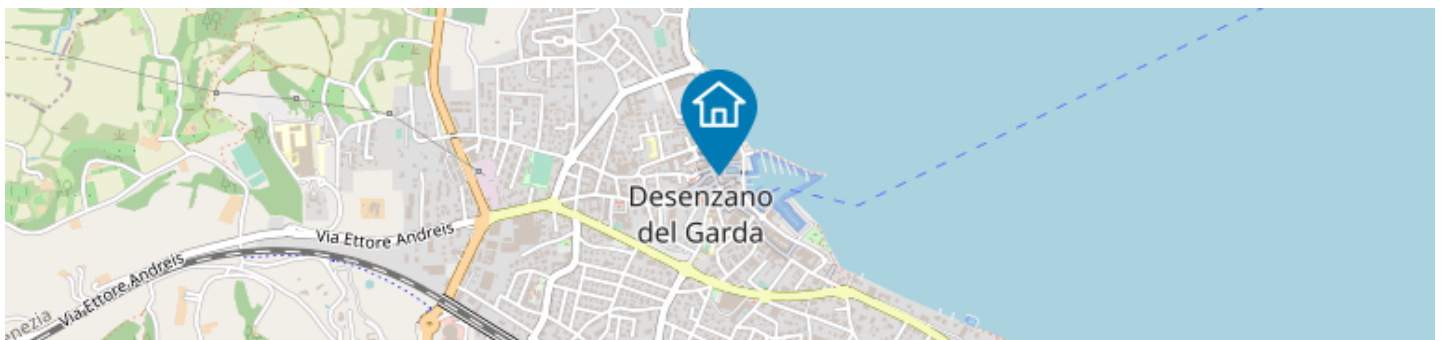 Desenzano
del Garda
Via Ettore Andreis
Via Ettore Andreis
enezia